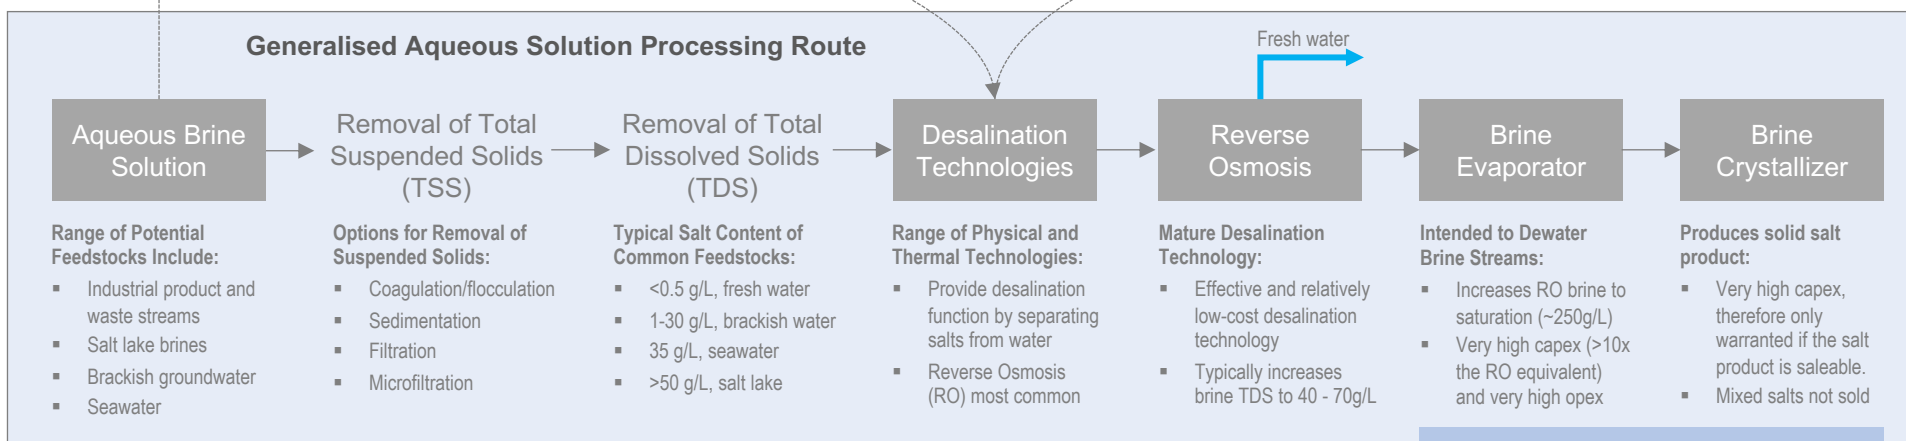 Generalised Aqueous Solution Processing Route
Fresh water
Aqueous Brine
Solution
Removal of Total
Suspended Solids
(TSS)
Removal of Total
Dissolved Solids
(TDS)
Desalination
Technologies
Reverse
Osmosis
Brine
Evaporator
Brine
Crystallizer
Range of Potential
Feedstocks Include:
▪ Industrial product and
waste streams
▪ Salt lake brines
▪ Brackish groundwater
▪ Seawater
Options for Removal of
Suspended Solids:
▪ Coagulation/flocculation
▪ Sedimentation
▪ Filtration
▪ Microfiltration
Typical Salt Content of
Common Feedstocks:
▪ <0.5 g/L, fresh water
▪ 1-30 g/L, brackish water
▪ 35 g/L, seawater
▪ >50 g/L, salt lake
Range of Physical and
Thermal Technologies:
▪ Provide desalination
function by separating
salts from water
▪ Reverse Osmosis
(RO) most common
Mature Desalination
Technology:
▪ Effective and relatively
low-cost desalination
technology
▪ Typically increases
brine TDS to 40 - 70g/L
Intended to Dewater
Brine Streams:
▪ Increases RO brine to
saturation (~250g/L)
▪ Very high capex (>10x
the RO equivalent)
and very high opex
Produces solid salt
product:
▪ Very high capex,
therefore only
warranted if the salt
product is saleable.
▪ Mixed salts not sold